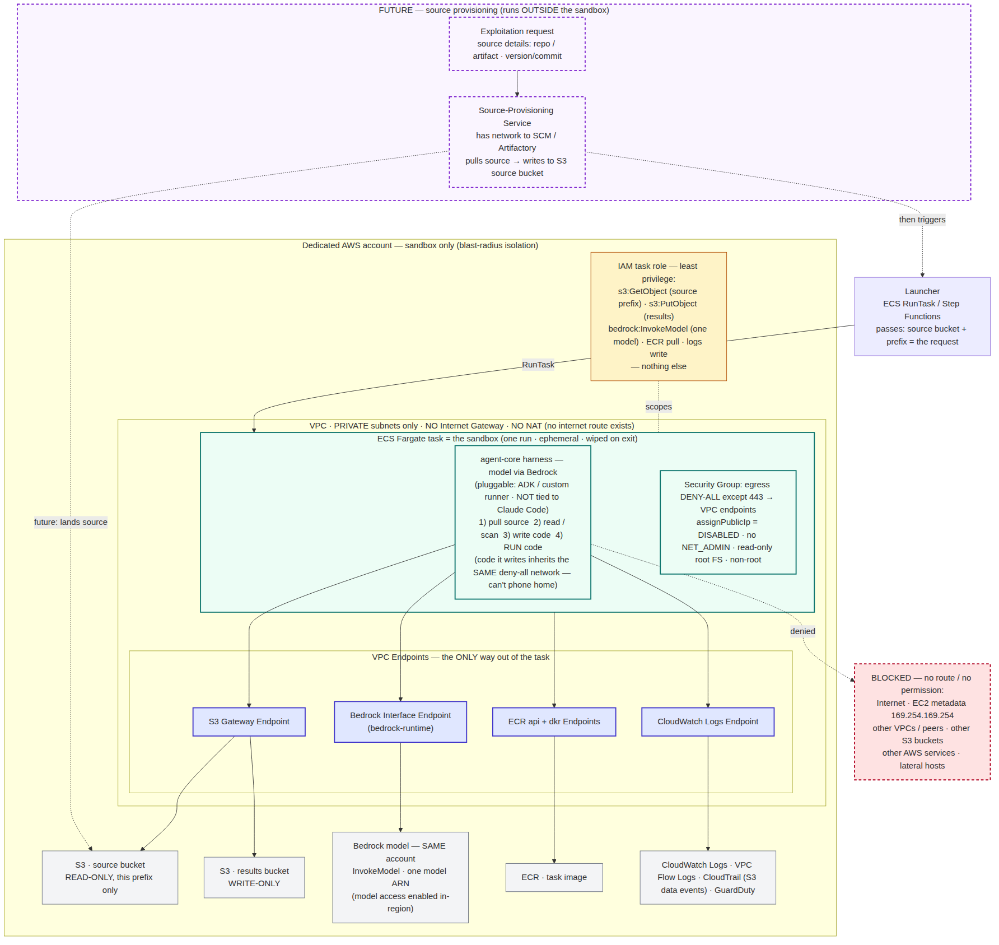 FUTURE — source provisioning (runs OUTSIDE the sandbox)
Exploitation request
source details: repo /
artifact · version/commit
Source-Provisioning
Service
has network to SCM /
Artifactory
pulls source → writes to S3
source bucket
then triggers
Dedicated AWS account — sandbox only (blast-radius isolation)
IAM task role — least
privilege:
s3:GetObject (source
prefix) · s3:PutObject
(results)
bedrock:InvokeModel (one
model) · ECR pull · logs
write
— nothing else
Launcher
ECS RunTask / Step
Functions
passes: source bucket +
prefix = the request
RunTask
scopes
VPC · PRIVATE subnets only · NO Internet Gateway · NO NAT (no internet route exists)
ECS Fargate task = the sandbox (one run · ephemeral · wiped on exit)
agent-core harness —
model via Bedrock
(pluggable: ADK / custom
runner · NOT tied to
Claude Code)
1) pull source  2) read /
scan  3) write code  4)
RUN code
(code it writes inherits the
SAME deny-all network —
can't phone home)
Security Group: egress
DENY-ALL except 443 →
VPC endpoints
assignPublicIp =
DISABLED · no
NET_ADMIN · read-only
root FS · non-root
future: lands source
denied
VPC Endpoints — the ONLY way out of the task
S3 Gateway Endpoint
Bedrock Interface Endpoint
(bedrock-runtime)
ECR api + dkr Endpoints
CloudWatch Logs Endpoint
BLOCKED — no route / no
permission:
Internet · EC2 metadata
169.254.169.254
other VPCs / peers · other
S3 buckets
other AWS services ·
lateral hosts
S3 · source bucket
READ-ONLY, this prefix
only
S3 · results bucket
WRITE-ONLY
Bedrock model — SAME
account
InvokeModel · one model
ARN
(model access enabled in-
region)
ECR · task image
CloudWatch Logs · VPC
Flow Logs · CloudTrail (S3
data events) · GuardDuty